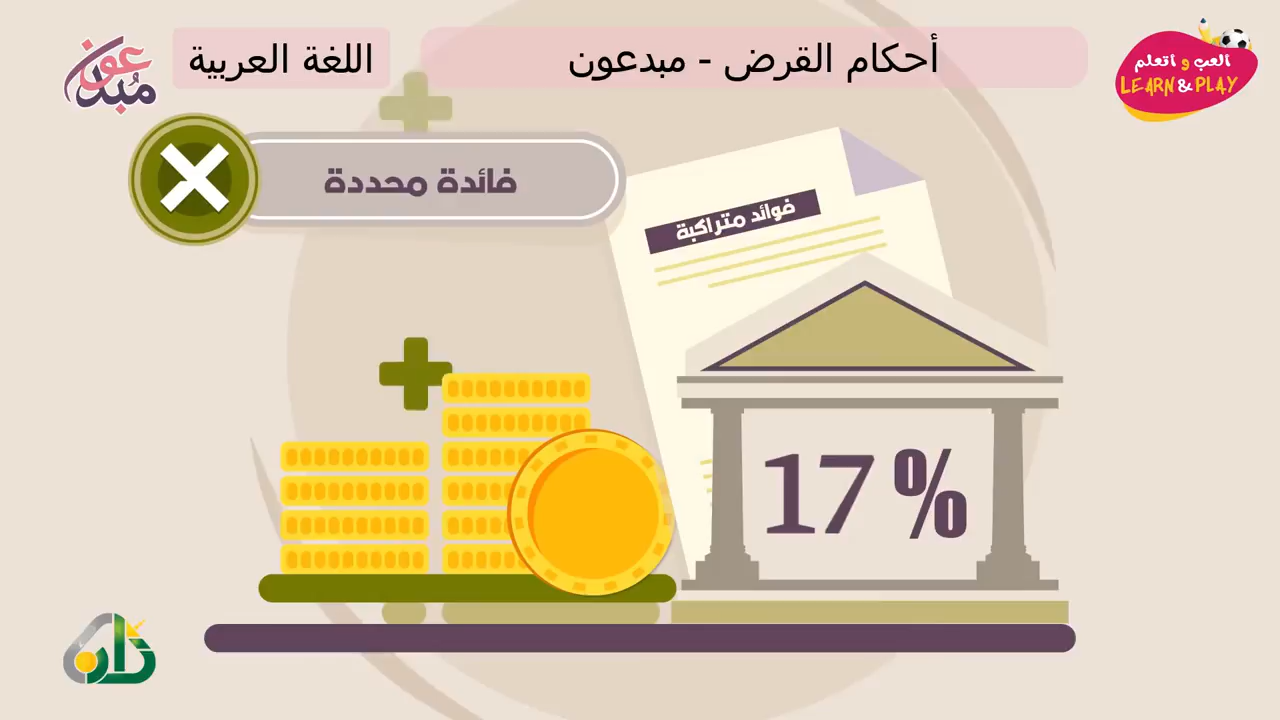 أحكام القرض - مبدعون
اللغة العربية
مبدعون
العب و اتعلم
LEARN & PLAY
فائدة محددة
فوائد متراكبة
17 %